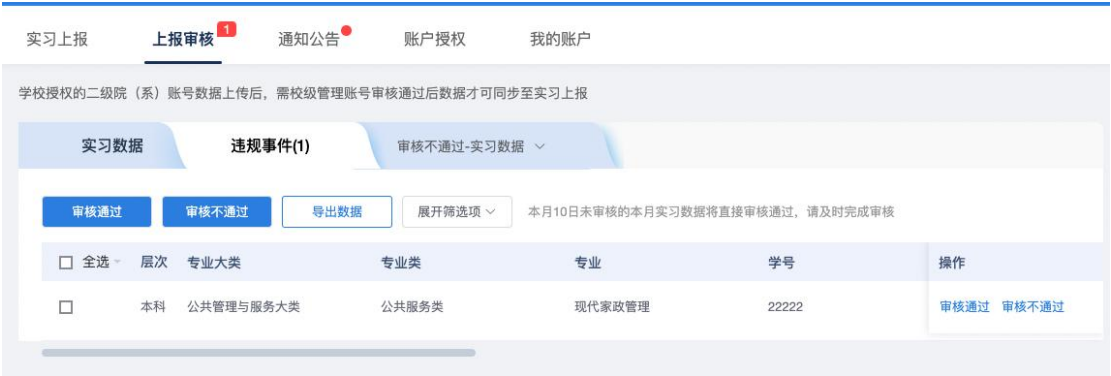 实习上报 上报审核 1 通知公告 账户授权 我的账户
学校授权的二级院（系）账号数据上传后，需校级管理账号审核通过后数据才可同步至实习上报
实习数据 违规事件(1) 审核不通过-实习数据
审核通过 审核不通过 导出数据 展开筛选项 本月10日未审核的本月实习数据将直接审核通过，请及时完成审核
全选 层次 专业大类 专业类 专业 学号 操作
本科 公共管理与服务大类 公共服务类 现代家政管理 22222 审核通过 审核不通过